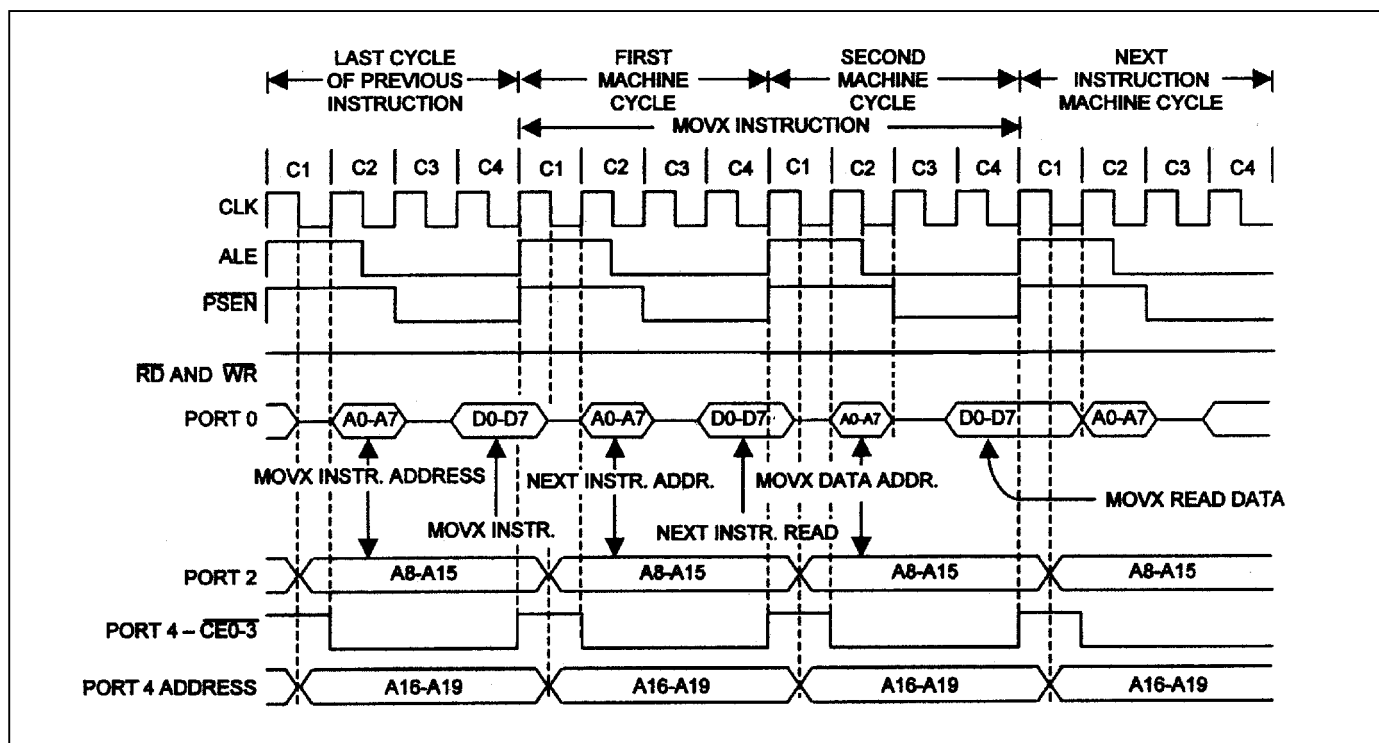 LAST CYCLE
OF PREVIOUS
INSTRUCTION
FIRST
MACHINE
CYCLE
SECOND
MACHINE
CYCLE
NEXT
INSTRUCTION
MACHINE CYCLE
MOVX INSTRUCTION
C1 C2 C3 C4 C1 C2 C3 C4 C1 C2 C3 C4 C1 C2 C3 C4
CLK
ALE
PSEN
RD AND WR
PORT 0 A0-A7 D0-D7 A0-A7 D0-D7 A0-A7 D0-D7 A0-A7
MOVX INSTR. ADDRESS NEXT INSTR. ADDR. MOVX DATA ADDR.
MOVX READ DATA
MOVX INSTR. NEXT INSTR. READ
PORT 2 A8-A15 A8-A15 A8-A15 A8-A15
PORT 4 – CE0-3
PORT 4 ADDRESS A16-A19 A16-A19 A16-A19 A16-A19